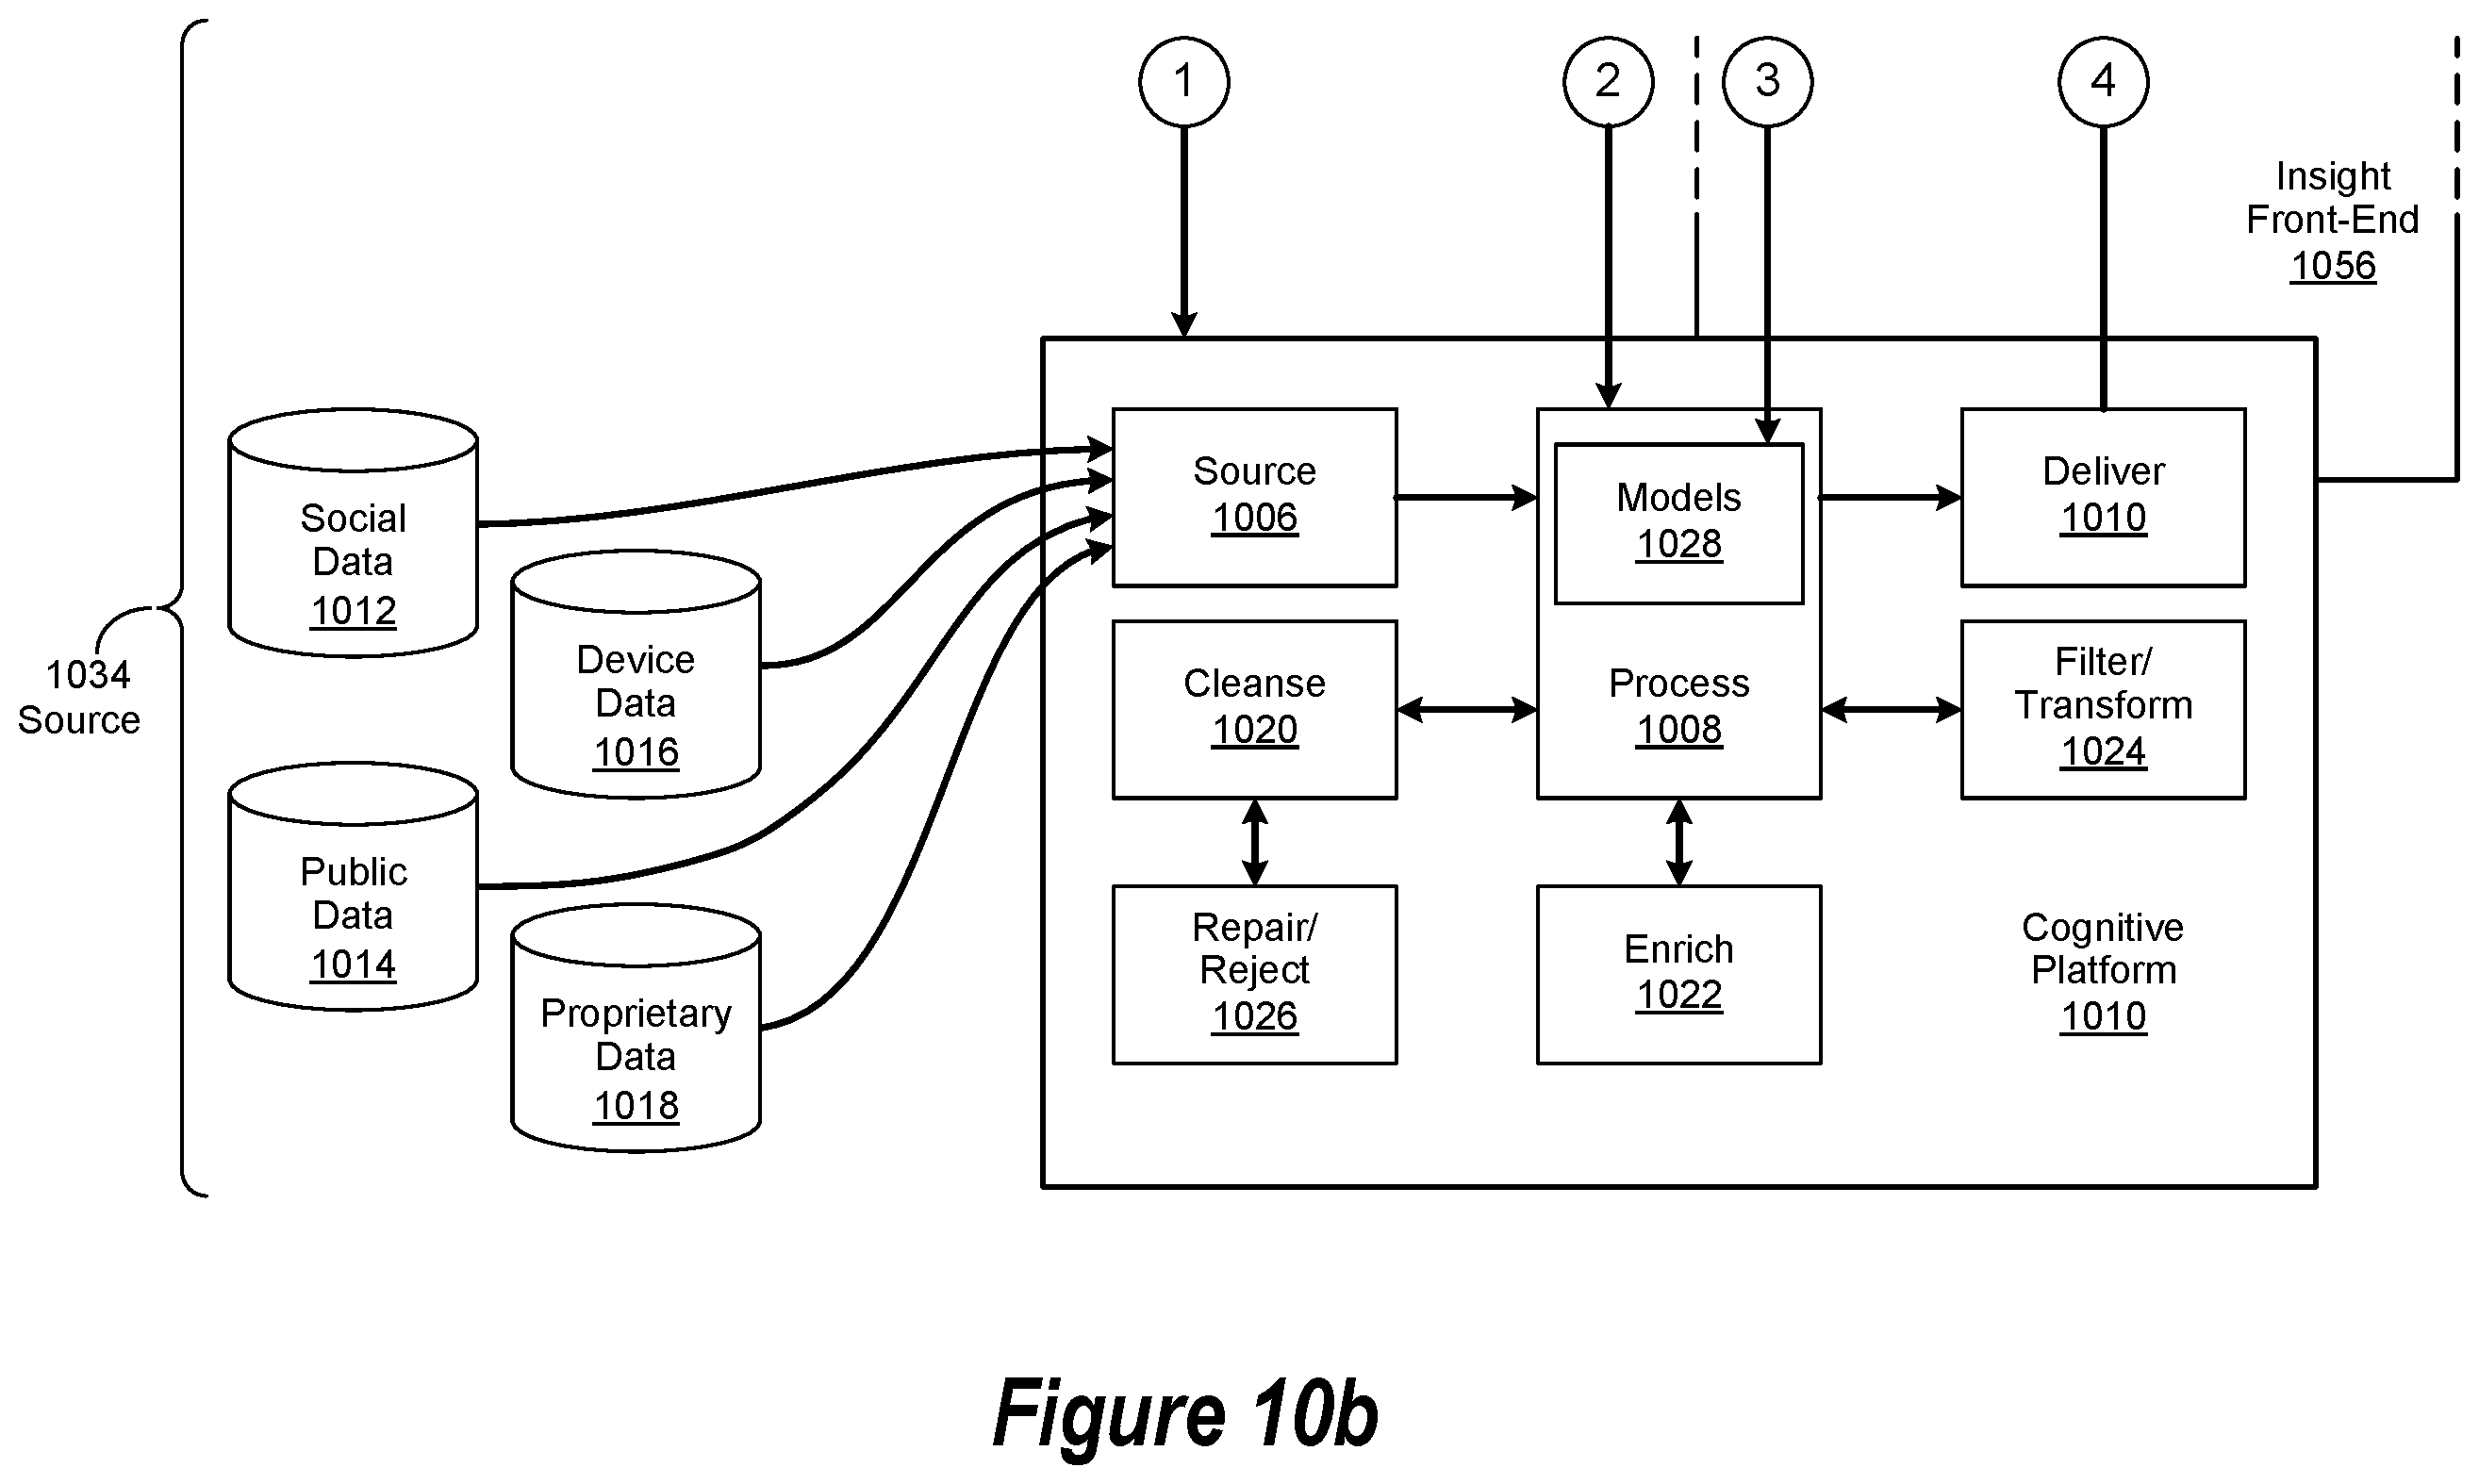 1
2
3
4
Insight
Front-End
1056
Source
1006
Models
1028
Deliver
1010
Social
Data
1012
1034
Source
Device
Data
1016
Cleanse
1020
Process
1008
Filter/
Transform
1024
Public
Data
1014
Proprietary
Data
1018
Repair/
Reject
1026
Enrich
1022
Cognitive
Platform
1010
Figure 10b